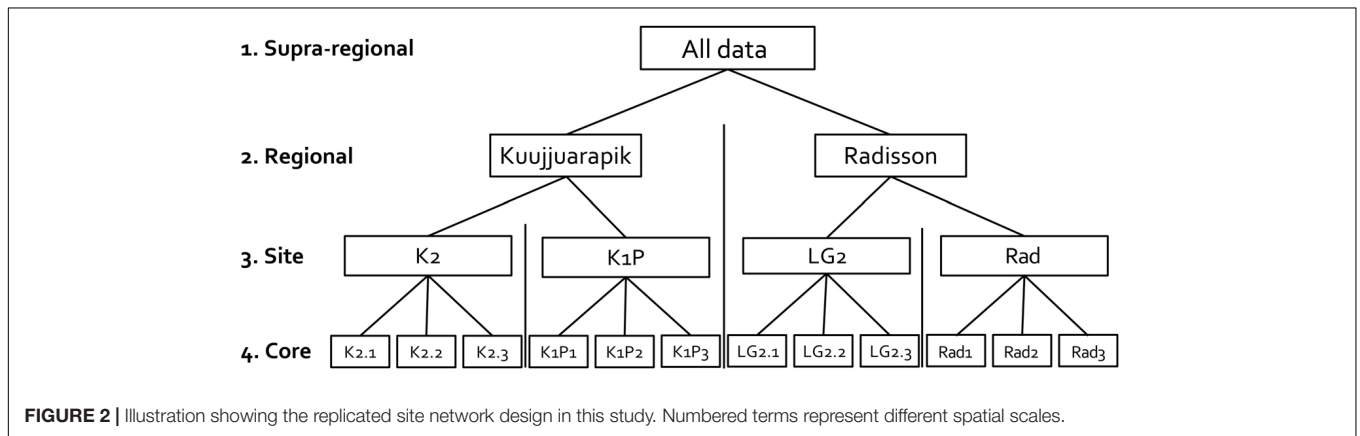 1. Supra-regional
All data
2. Regional
Kuujjuarapik
Radisson
3. Site
K2
K1P
LG2
Rad
4. Core
K2.1
K2.2
K2.3
K1P1
K1P2
K1P3
LG2.1
LG2.2
LG2.3
Rad1
Rad2
Rad3
FIGURE 2 | Illustration showing the replicated site network design in this study. Numbered terms represent different spatial scales.